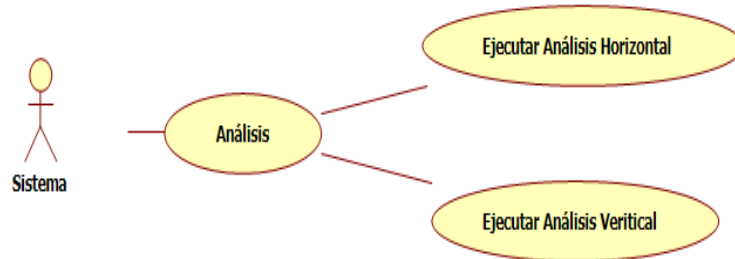 Ejecutar Análisis Horizontal
Análisis
Sistema
Ejecutar Análisis Veritical